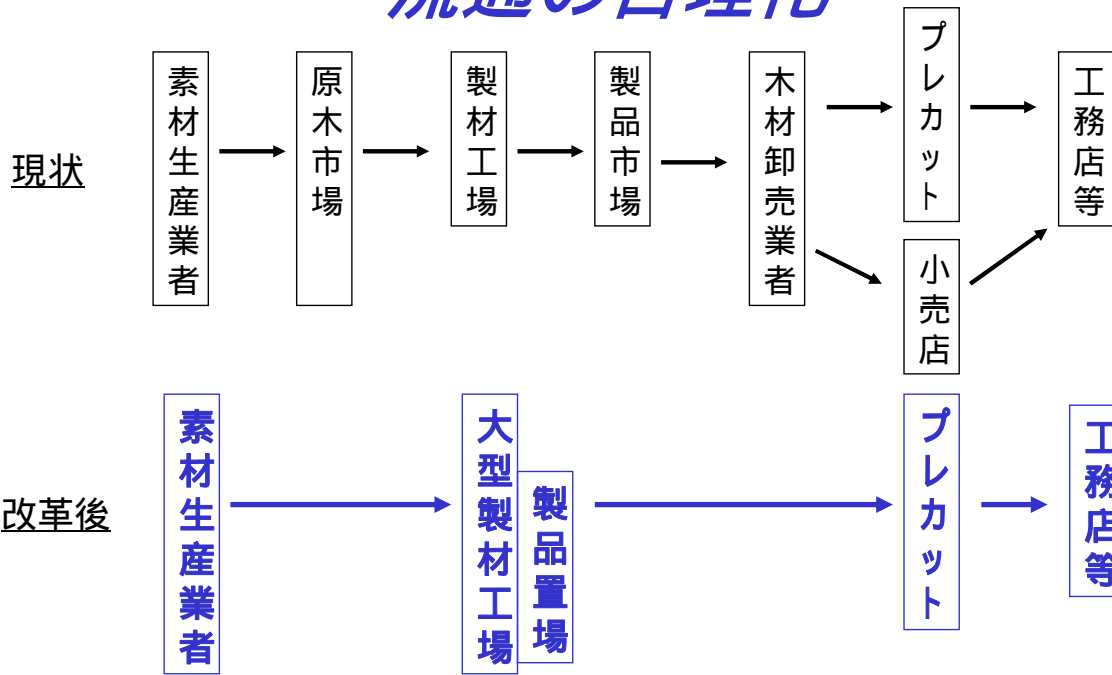 流通の合理化
現状
素材生産業者
原木市場
製材工場
製品市場
木材卸売業者
プレカット
小売店
工務店等
改革後
素材生産業者
大型製材工場
製品置場
プレカット
工務店等